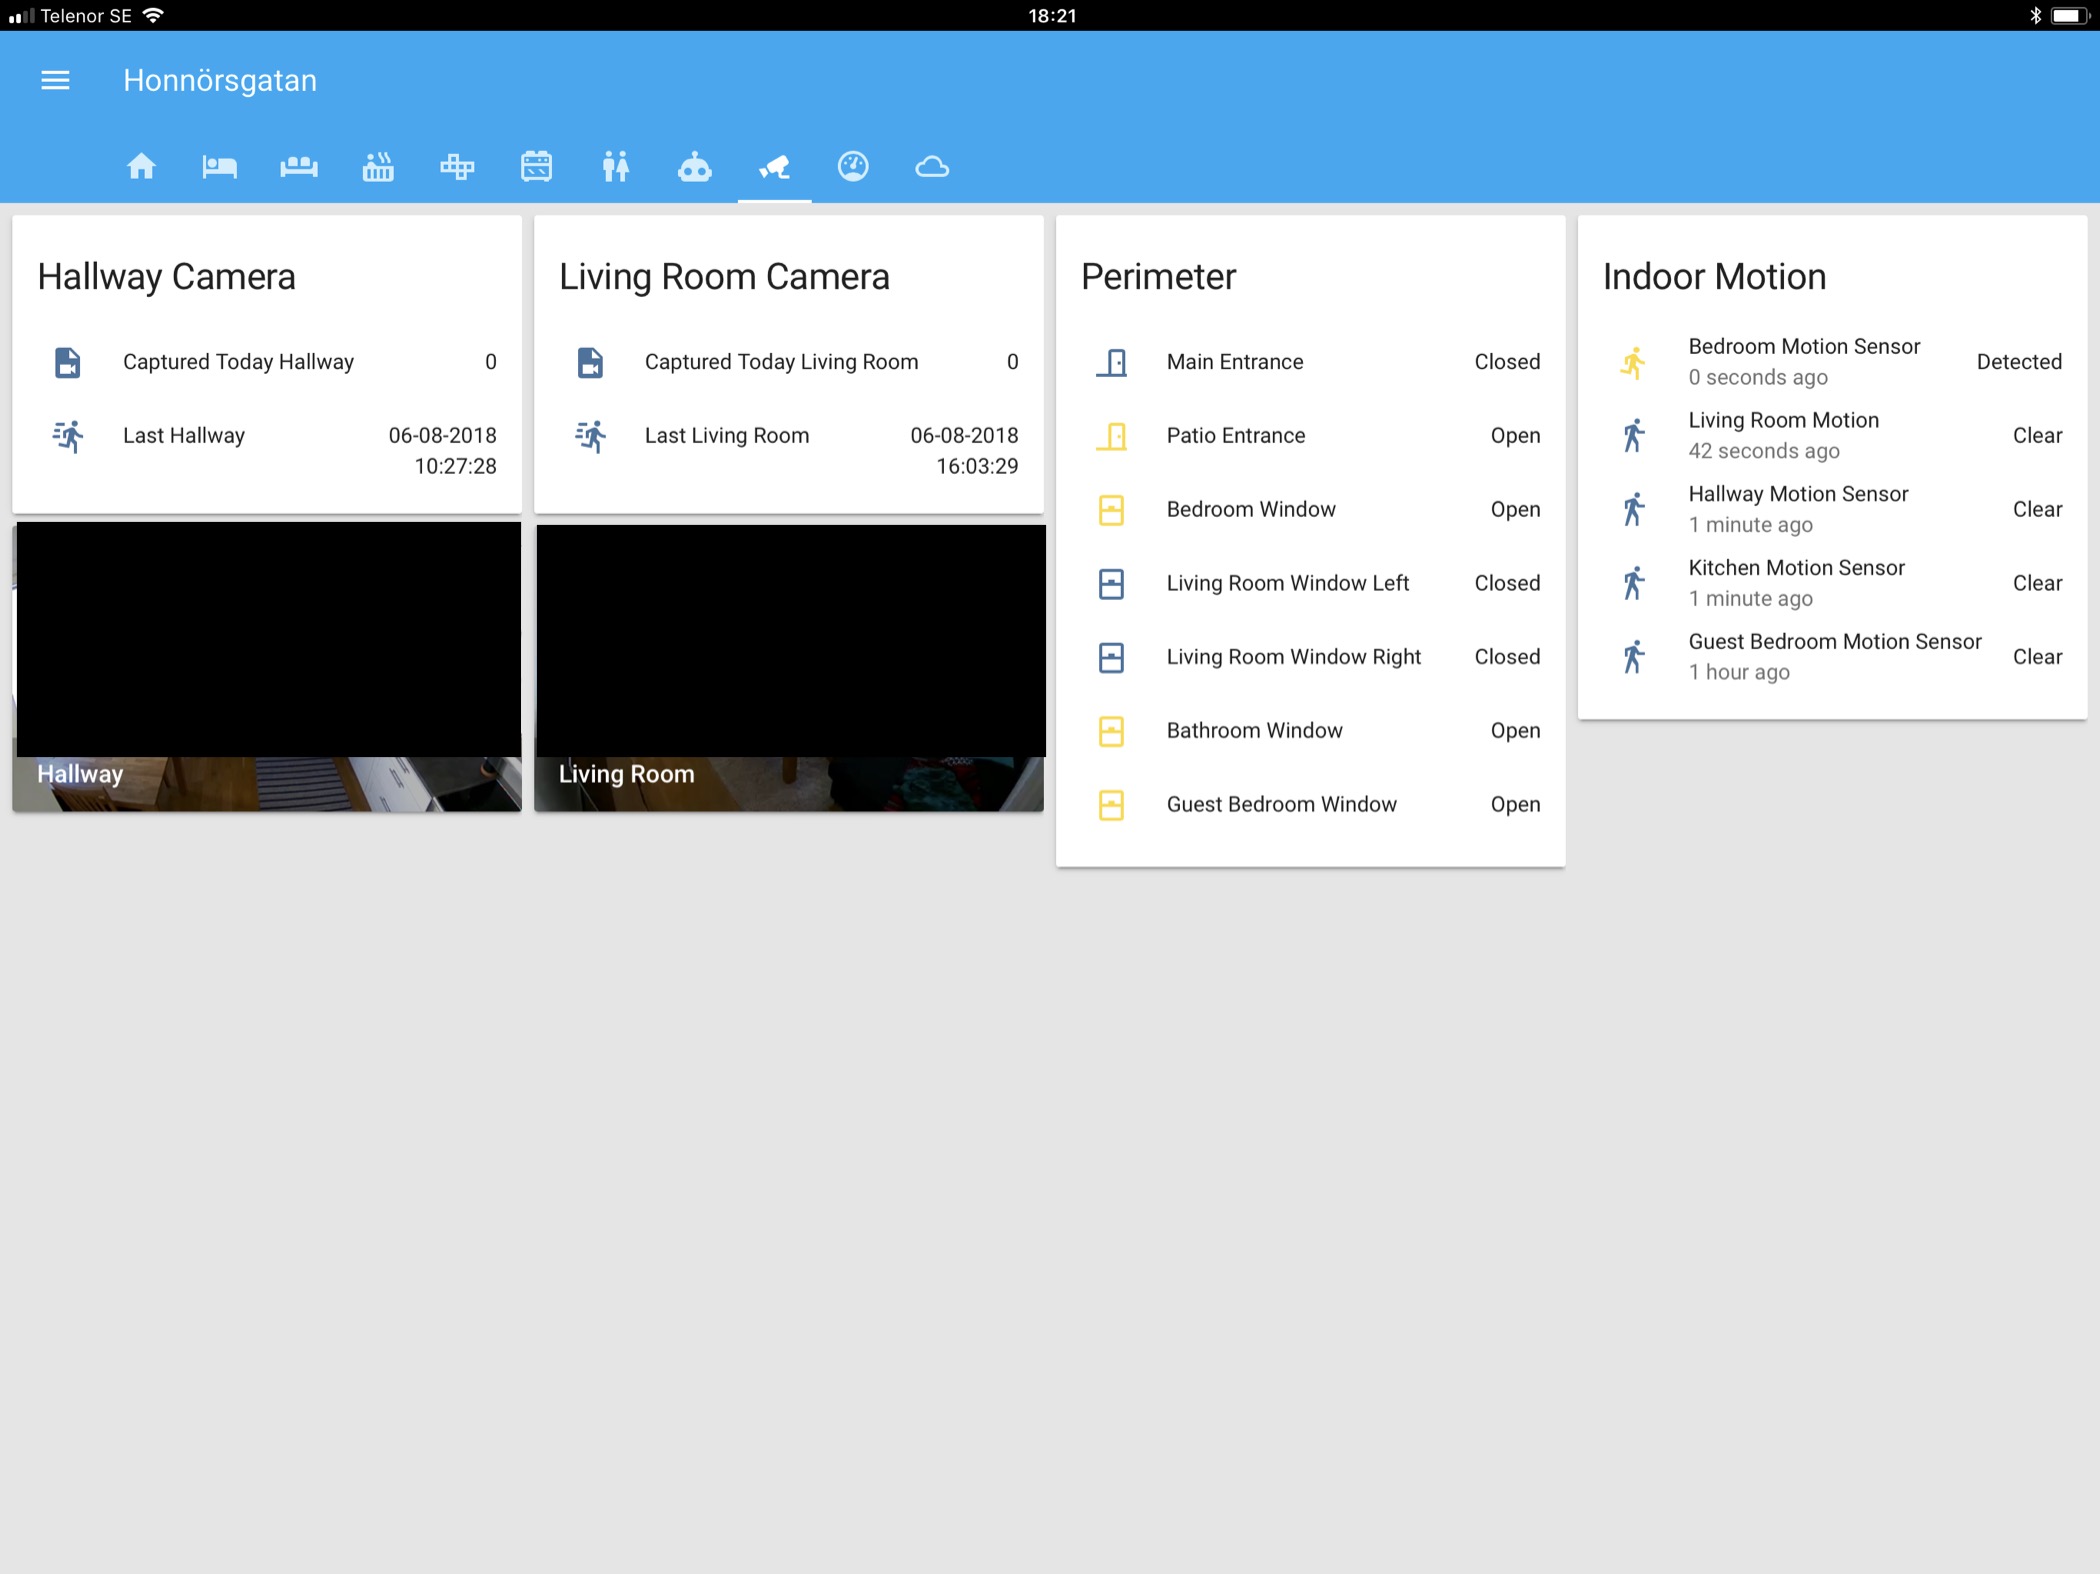 Telenor SE
18:21
Honnörsgatan
Hallway Camera
Captured Today Hallway 0
Last Hallway 06-08-2018
10:27:28
Hallway
Living Room Camera
Captured Today Living Room 0
Last Living Room 06-08-2018
16:03:29
Living Room
Perimeter
Main Entrance Closed
Patio Entrance Open
Bedroom Window Open
Living Room Window Left Closed
Living Room Window Right Closed
Bathroom Window Open
Guest Bedroom Window Open
Indoor Motion
Bedroom Motion Sensor Detected
0 seconds ago
Living Room Motion Clear
42 seconds ago
Hallway Motion Sensor Clear
1 minute ago
Kitchen Motion Sensor Clear
1 minute ago
Guest Bedroom Motion Sensor Clear
1 hour ago